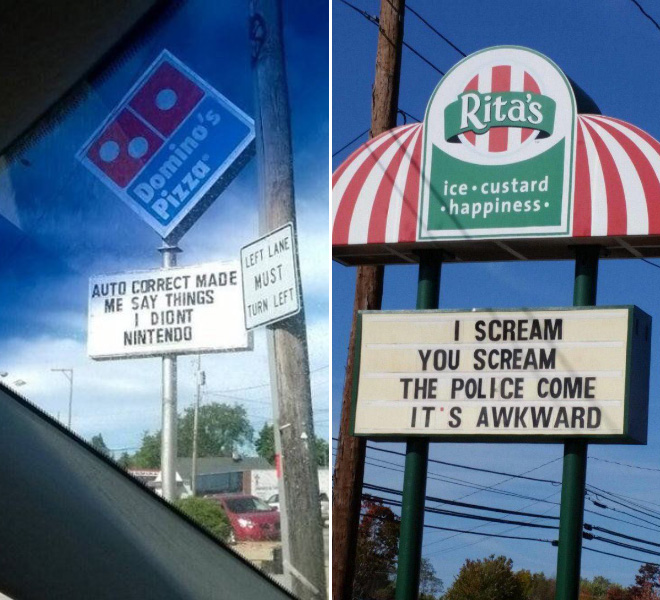 Domino's
Pizza
AUTO CORRECT MADE
ME SAY THINGS
I DIDNT
NINTENDO
LEFT LANE
MUST
TURN LEFT
Rita's
ice • custard
• happiness •
I SCREAM
YOU SCREAM
THE POLICE COME
IT'S AWKWARD